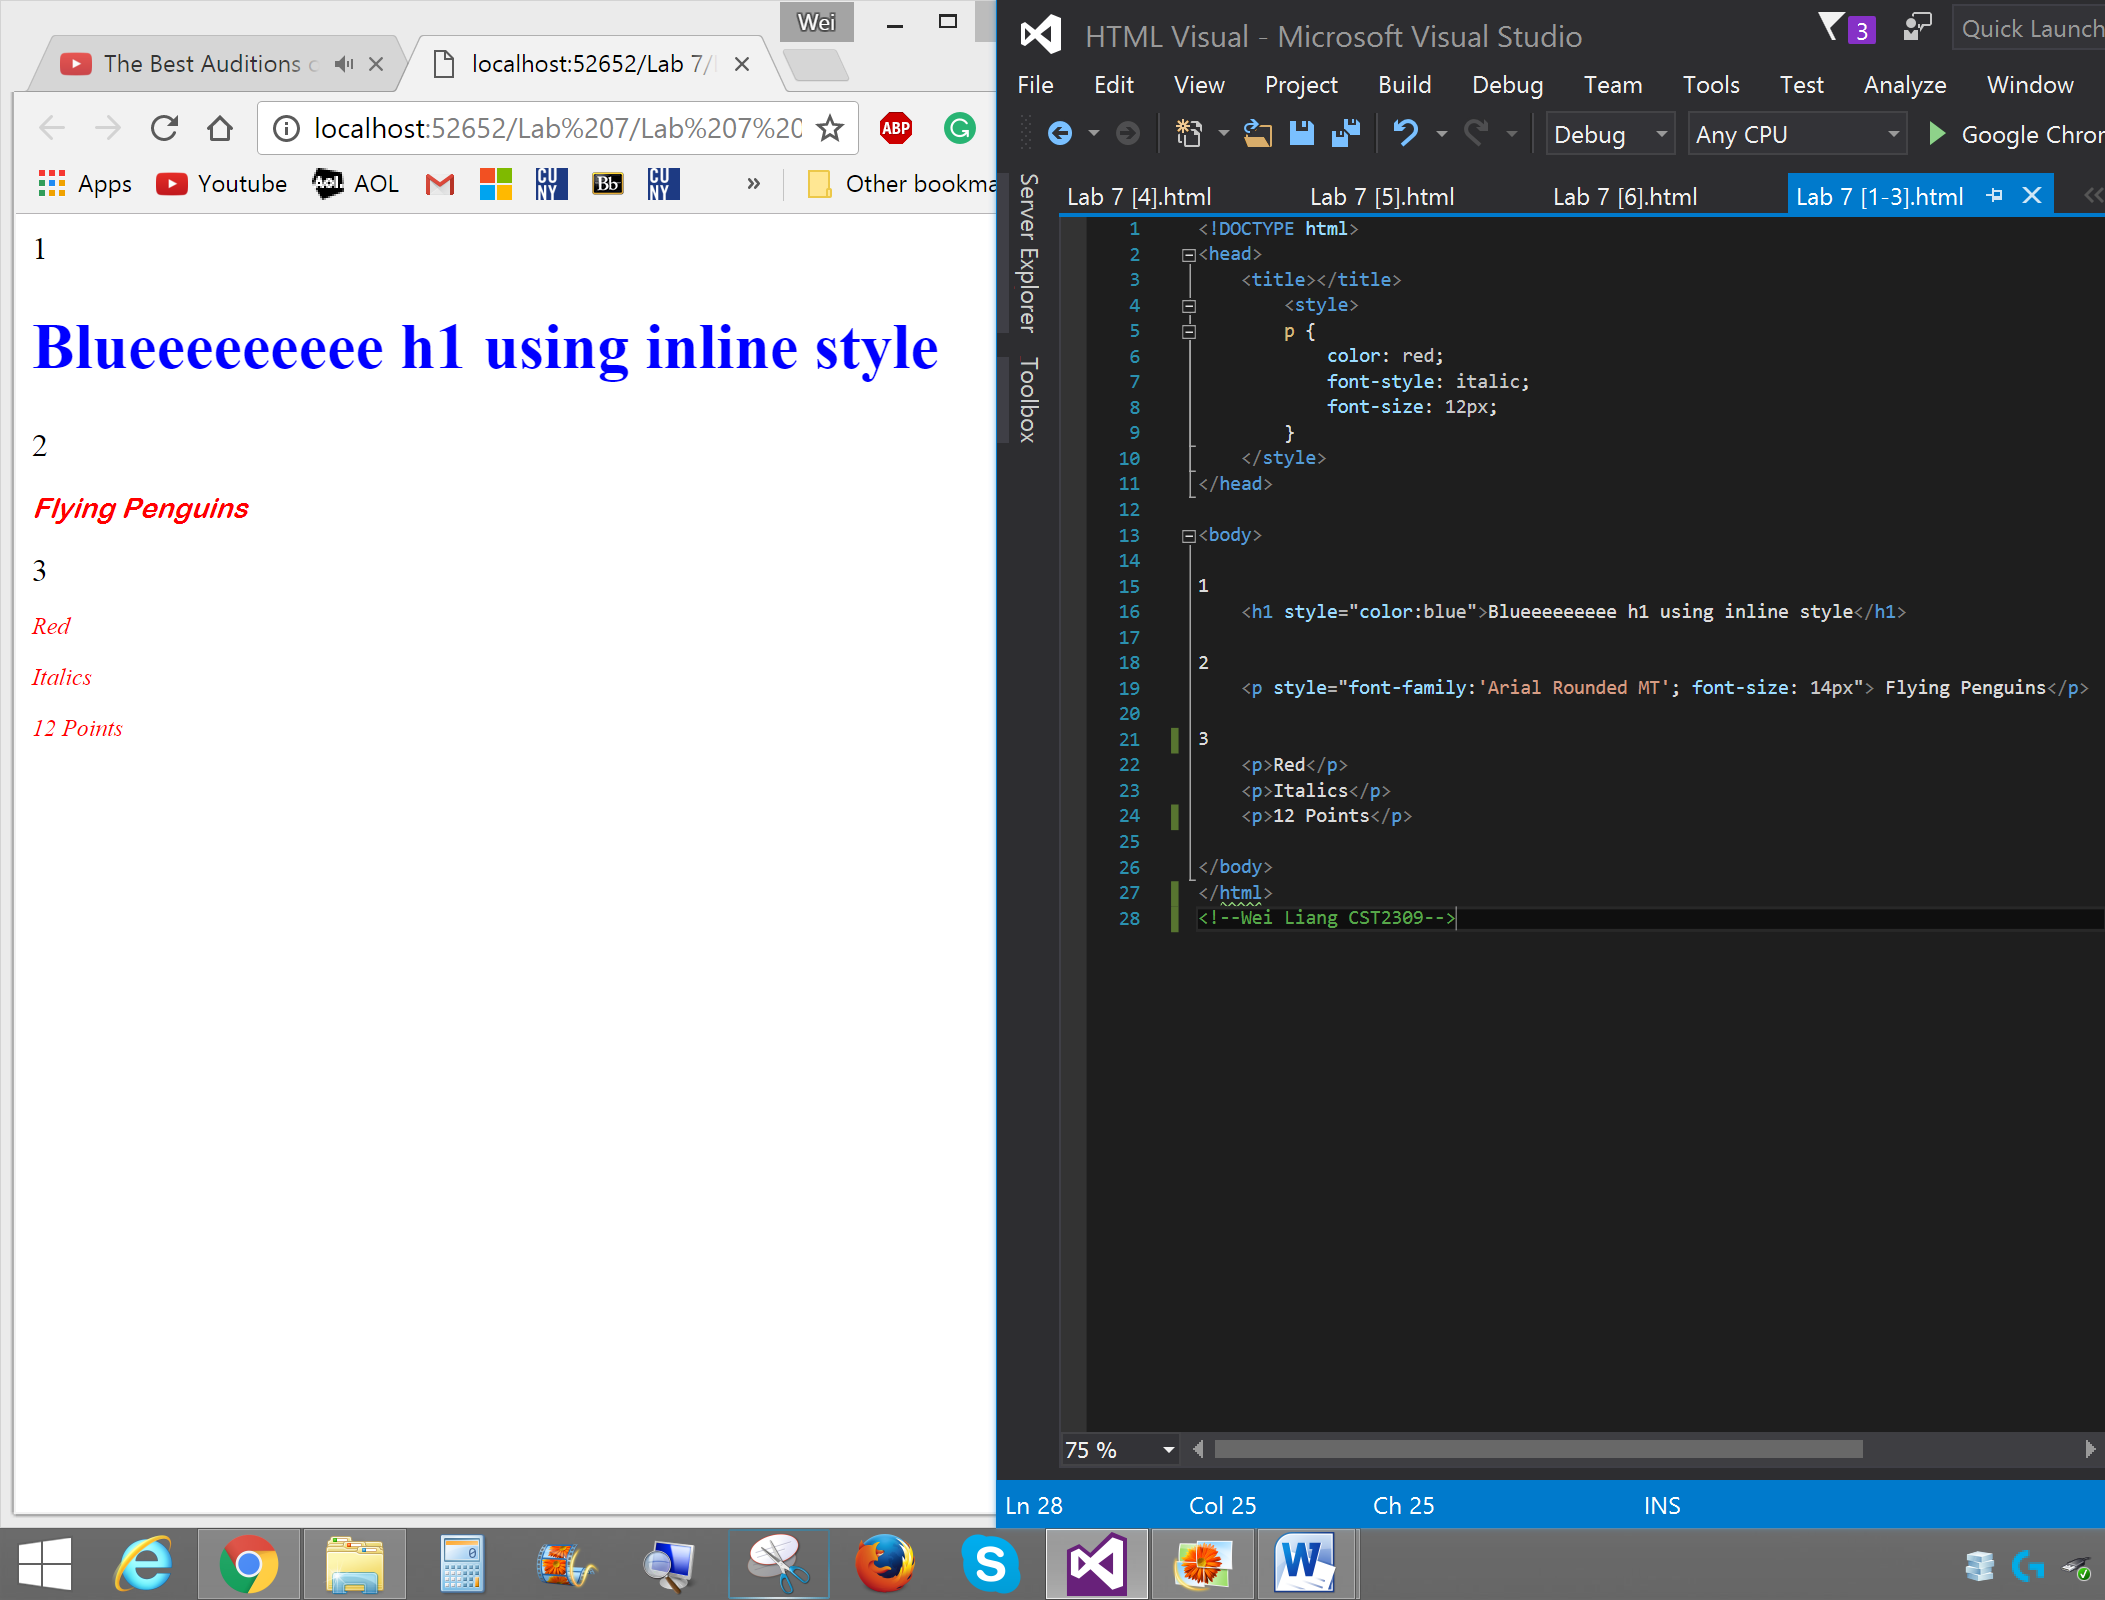 Wei
The Best Auditions
localhost:52652/Lab 7/
localhost:52652/Lab%207/Lab%207%20
ABP
Apps Youtube AOL Bb CU NY CU NY » Other bookma
1
Blueeeeeeeee h1 using inline style
2
Flying Penguins
3
Red
Italics
12 Points
HTML Visual - Microsoft Visual Studio
3
Quick Launch
File Edit View Project Build Debug Team Tools Test Analyze Window
Debug Any CPU Google Chro
Server Explorer
Toolbox
Lab 7 [4].html Lab 7 [5].html Lab 7 [6].html Lab 7 [1-3].html
1 <!DOCTYPE html>
2 <head>
3 <title></title>
4 <style>
5 p {
6 color: red;
7 font-style: italic;
8 font-size: 12px;
9 }
10 </style>
11 </head>
12
13 <body>
14
15 1
16 <h1 style="color:blue">Blueeeeeeeee h1 using inline style</h1>
17
18 2
19 <p style="font-family:'Arial Rounded MT'; font-size: 14px"> Flying Penguins</p>
20
21 3
22 <p>Red</p>
23 <p>Italics</p>
24 <p>12 Points</p>
25
26 </body>
27 </html>
28 <!--Wei Liang CST2309-->
75 %
Ln 28 Col 25 Ch 25 INS